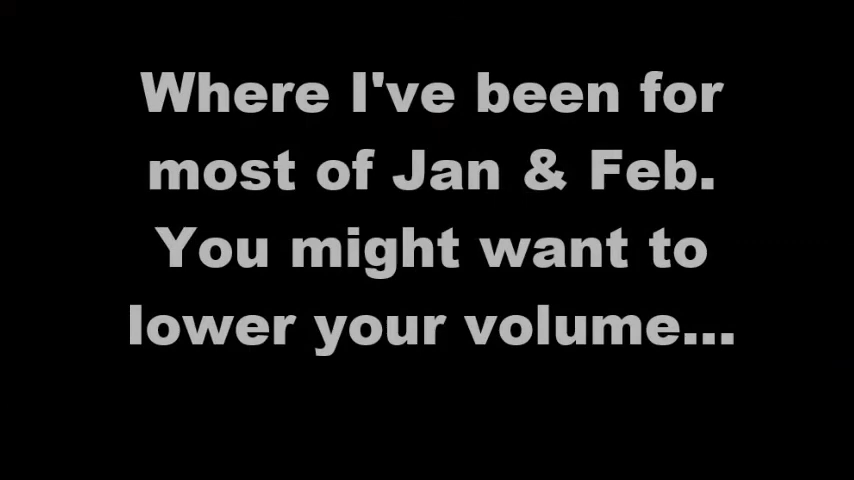 Where I've been for
most of Jan & Feb.
You might want to
lower your volume...